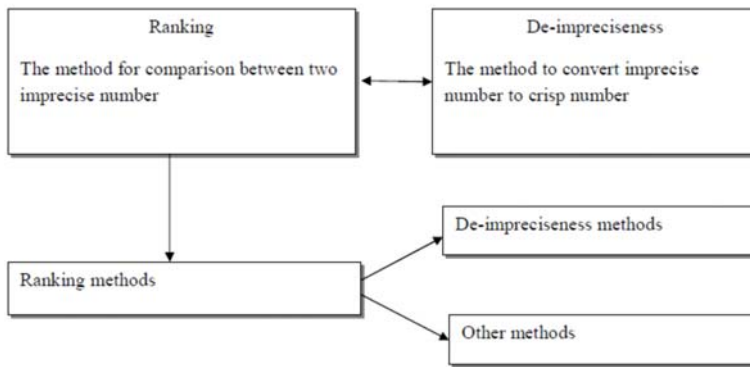 Ranking
The method for comparison between two
imprecise number
De-impreciseness
The method to convert imprecise
number to crisp number
De-impreciseness methods
Ranking methods
Other methods